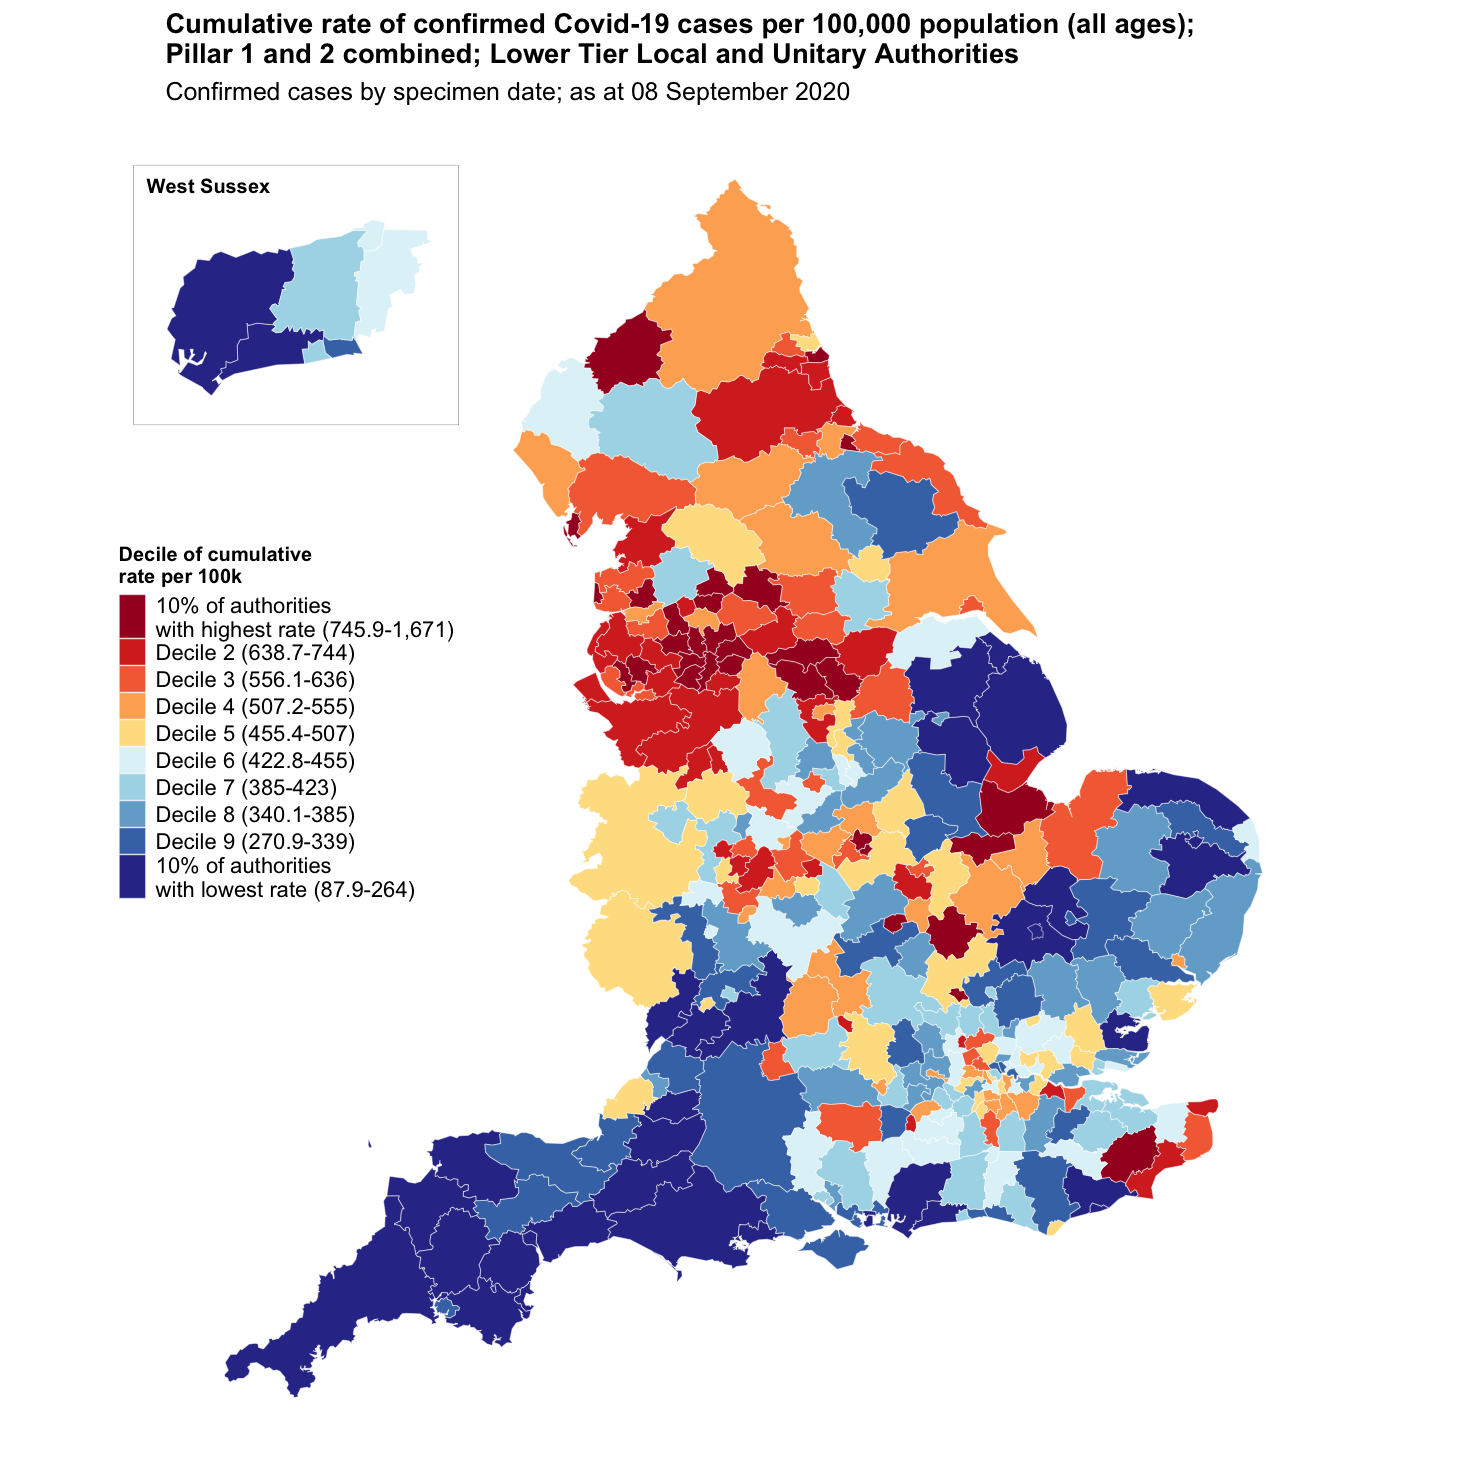 Cumulative rate of confirmed Covid-19 cases per 100,000 population (all ages);
Pillar 1 and 2 combined; Lower Tier Local and Unitary Authorities
Confirmed cases by specimen date; as at 08 September 2020
West Sussex
Decile of cumulative
rate per 100k
10% of authorities
with highest rate (745.9-1,671)
Decile 2 (638.7-744)
Decile 3 (556.1-636)
Decile 4 (507.2-555)
Decile 5 (455.4-507)
Decile 6 (422.8-455)
Decile 7 (385-423)
Decile 8 (340.1-385)
Decile 9 (270.9-339)
10% of authorities
with lowest rate (87.9-264)